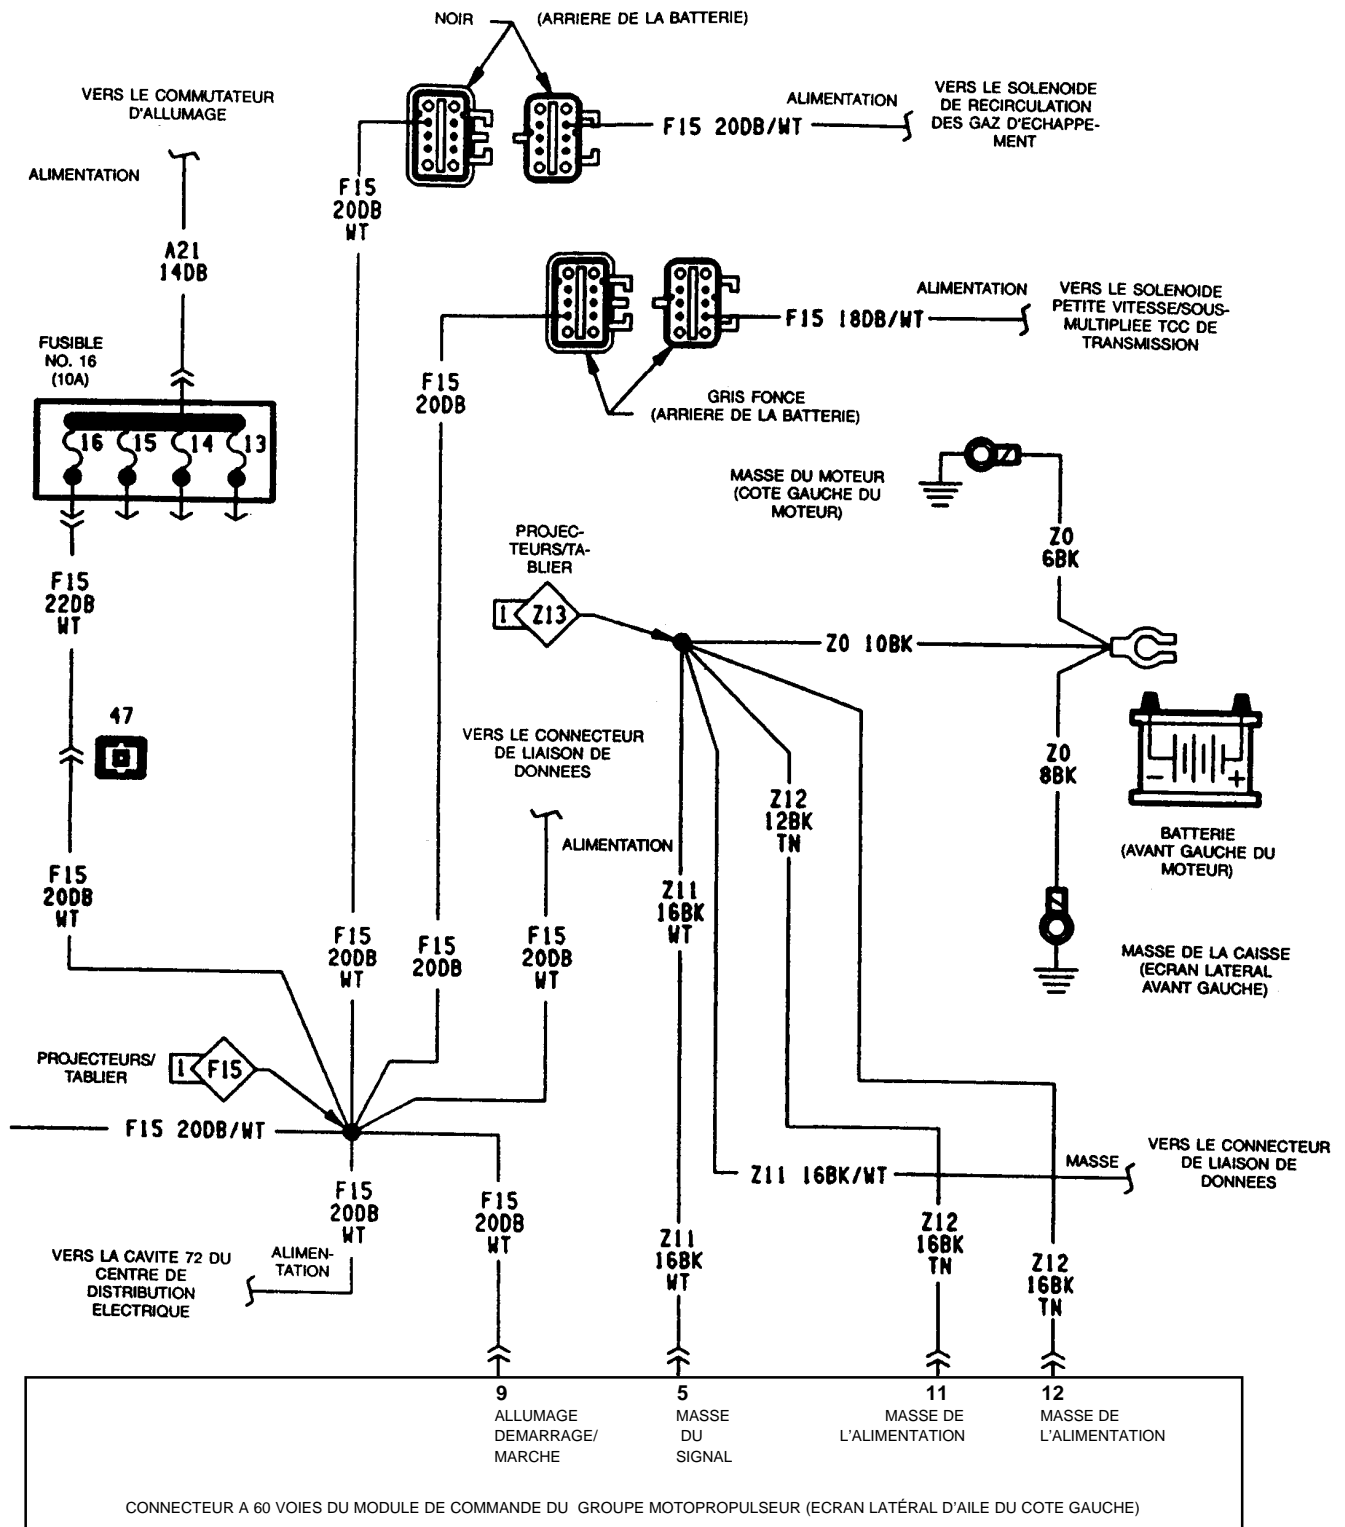 NOIR
(ARRIERE DE LA BATTERIE)
VERS LE COMMUTATEUR
D'ALLUMAGE
ALIMENTATION
A21
14DB
F15
20DB
WT
ALIMENTATION
F15 20DB/WT
VERS LE SOLENOIDE
DE RECIRCULATION
DES GAZ D'ECHAPPE-
MENT
FUSIBLE
NO. 16
(10A)
16
15
14
13
F15
20DB
ALIMENTATION
F15 18DB/WT
VERS LE SOLENOIDE
PETITE VITESSE/SOUS-
MULTIPLIEE TCC DE
TRANSMISSION
GRIS FONCE
(ARRIERE DE LA BATTERIE)
MASSE DU MOTEUR
(COTE GAUCHE DU
MOTEUR)
Z0
6BK
F15
22DB
WT
PROJEC-
TEURS/TA-
BLIER
1
Z13
Z0 10BK
47
VERS LE CONNECTEUR
DE LIAISON DE
DONNEES
ALIMENTATION
Z12
12BK
TN
Z0
8BK
BATTERIE
(AVANT GAUCHE DU
MOTEUR)
F15
20DB
WT
Z11
16BK
WT
F15
20DB
WT
F15
20DB
F15
20DB
WT
MASSE DE LA CAISSE
(ECRAN LATERAL
AVANT GAUCHE)
PROJECTEURS/
TABLIER
1
F15
F15 20DB/WT
MASSE
VERS LE CONNECTEUR
DE LIAISON DE
DONNEES
Z11 16BK/WT
F15
20DB
WT
F15
20DB
WT
Z11
16BK
WT
Z12
16BK
TN
Z12
16BK
TN
VERS LA CAVITE 72 DU
CENTRE DE
DISTRIBUTION
ELECTRIQUE
ALIMEN-
TATION
9
5
11
12
ALLUMAGE
DEMARRAGE/
MARCHE
MASSE
DU
SIGNAL
MASSE DE
L'ALIMENTATION
MASSE DE
L'ALIMENTATION
CONNECTEUR A 60 VOIES DU MODULE DE COMMANDE DU GROUPE MOTOPROPULSEUR (ECRAN LATÉRAL D'AILE DU COTE GAUCHE)